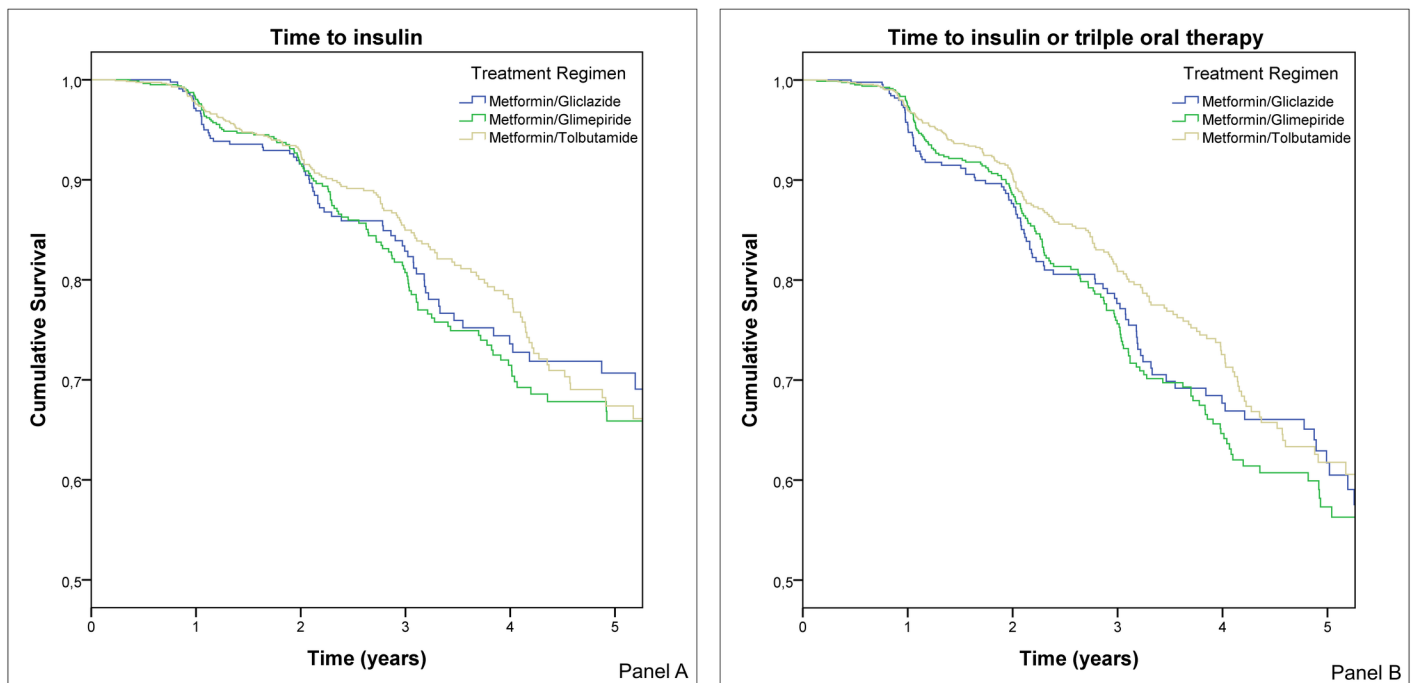 Time to insulin
Treatment Regimen
Metformin/Gliclazide
Metformin/Glimepiride
Metformin/Tolbutamide
1,0
0,9
0,8
0,7
0,6
0,5
Cumulative Survival
0 1 2 3 4 5
Time (years)
Panel A
Time to insulin or trilple oral therapy
Treatment Regimen
Metformin/Gliclazide
Metformin/Glimepiride
Metformin/Tolbutamide
1,0
0,9
0,8
0,7
0,6
0,5
Cumulative Survival
0 1 2 3 4 5
Time (years)
Panel B